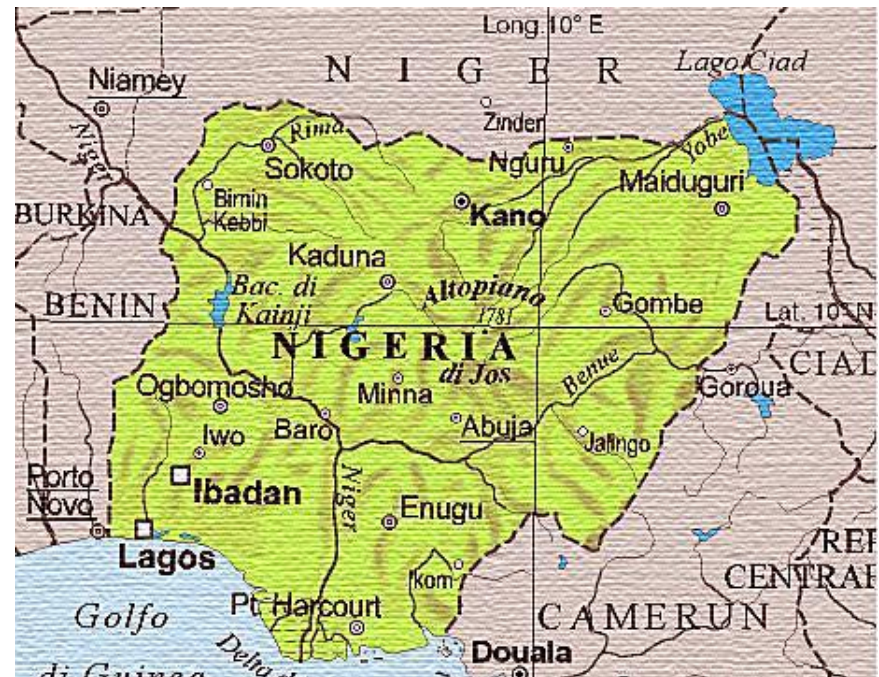 Long.10° E
NIGER
Lago Ciad
Niamey
Niger
Zinder
Rima
Sokoto
Nguru
Yobe
Maiduguri
Birnin
Kebbi
BURKINA
Kano
Kaduna
Bac. di
Kainji
Altopiano
1781
Gombe
BENIN
Lat. 10° N
NIGERIA
di Jos
CIAD
Benue
Ogbomosho
Minna
Goroua
Iwo
Baro
Abuja
Jalingo
Porto
Novo
Ibadan
Niger
Enugu
Lagos
REP
CENTRAF
Ikom
Pt. Harcourt
Golfo
di Guinea
Delta
CAMERUN
Douala